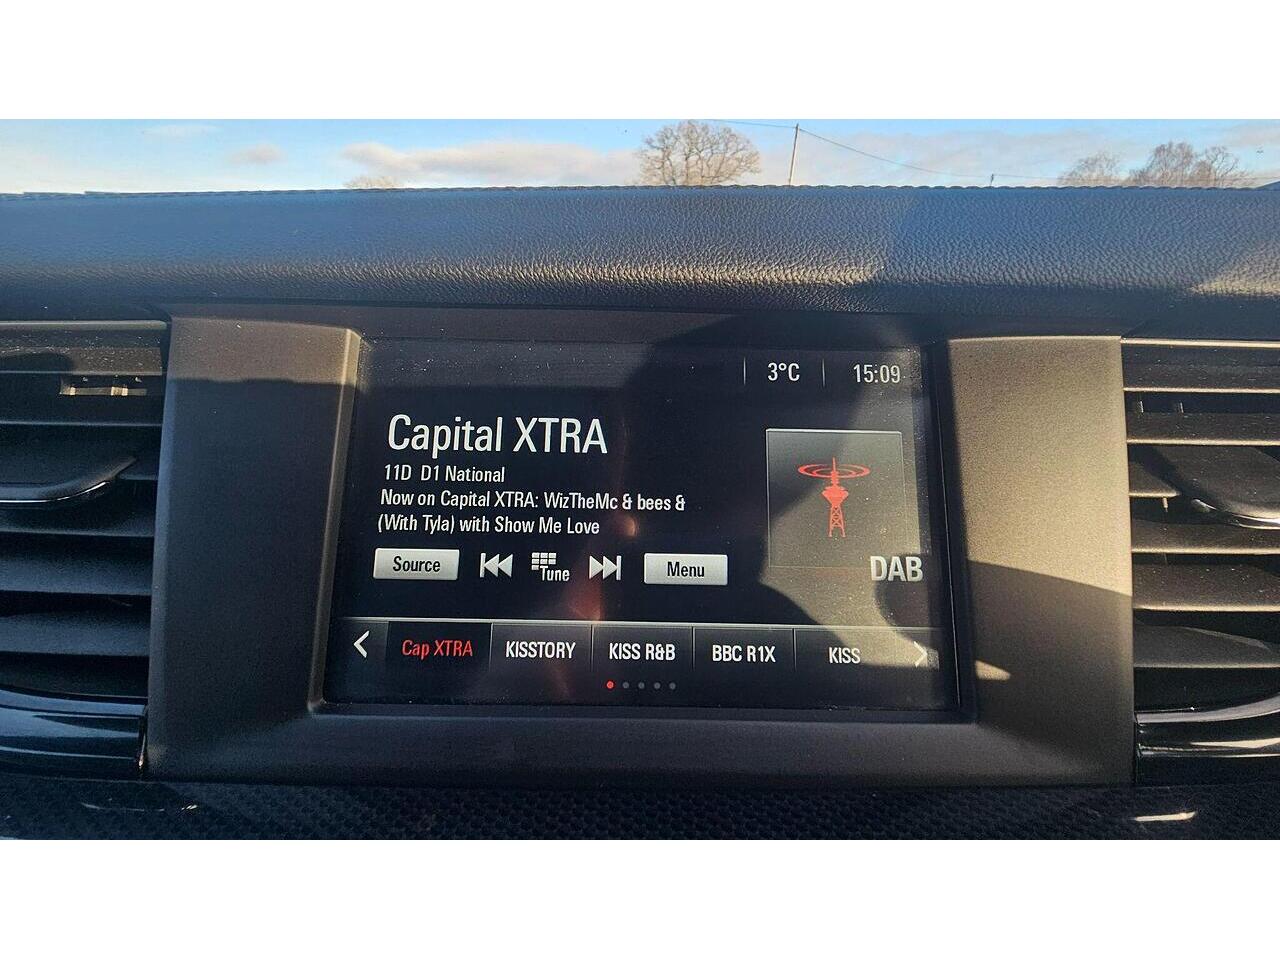 3°C 15:09
Capital XTRA
11D D1 National
Now on Capital XTRA: WizTheMc & bees &
(With Tyla) with Show Me Love
Source Tune Menu
DAB
Cap XTRA KISSTORY KISS R&B BBC R1X KISS